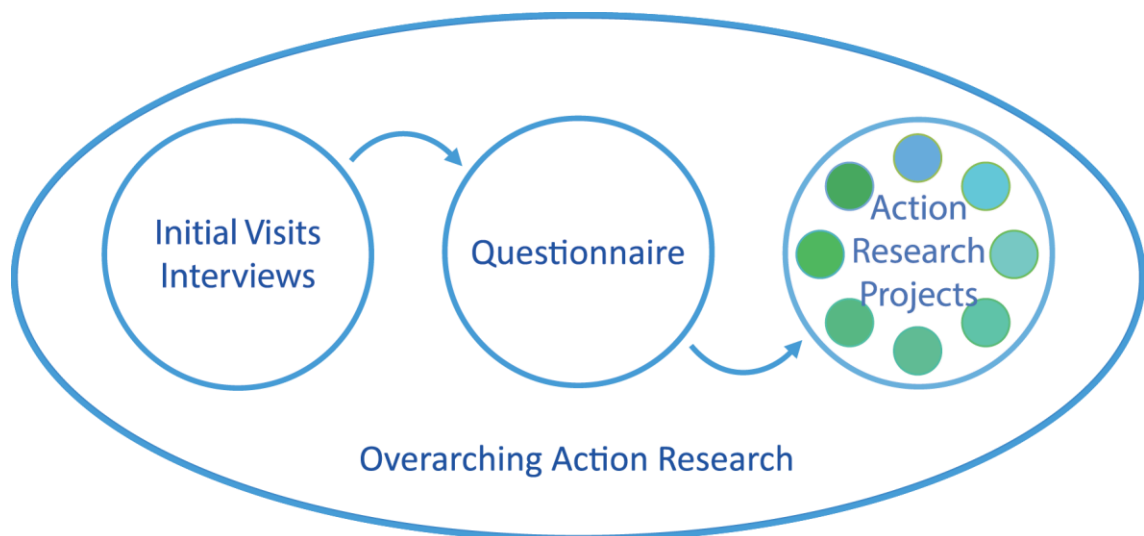 Initial Visits
Interviews
Questionnaire
Action
Research
Projects
Overarching Action Research